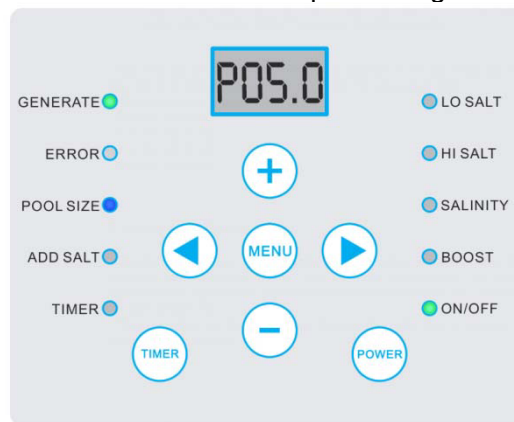 P05.0
GENERATE
LO SALT
ERROR
HI SALT
+
POOL SIZE
SALINITY
ADD SALT
MENU
BOOST
TIMER
ON/OFF
−
TIMER
POWER